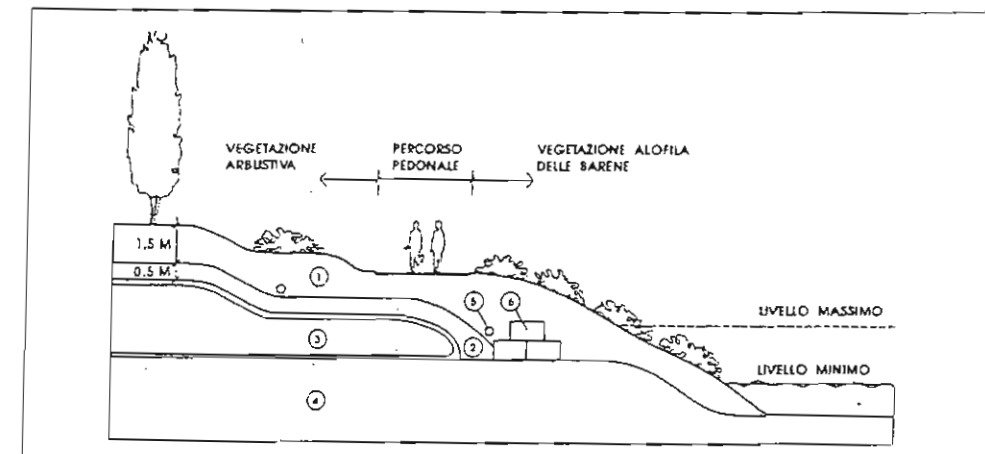 VEGETAZIONE
ARBUSTIVA
PERCORSO
PEDONALE
VEGETAZIONE ALOFILA
DELLE BARENE
1.5 M
0.5 M
1
5
6
LIVELLO MASSIMO
3
2
LIVELLO MINIMO
4